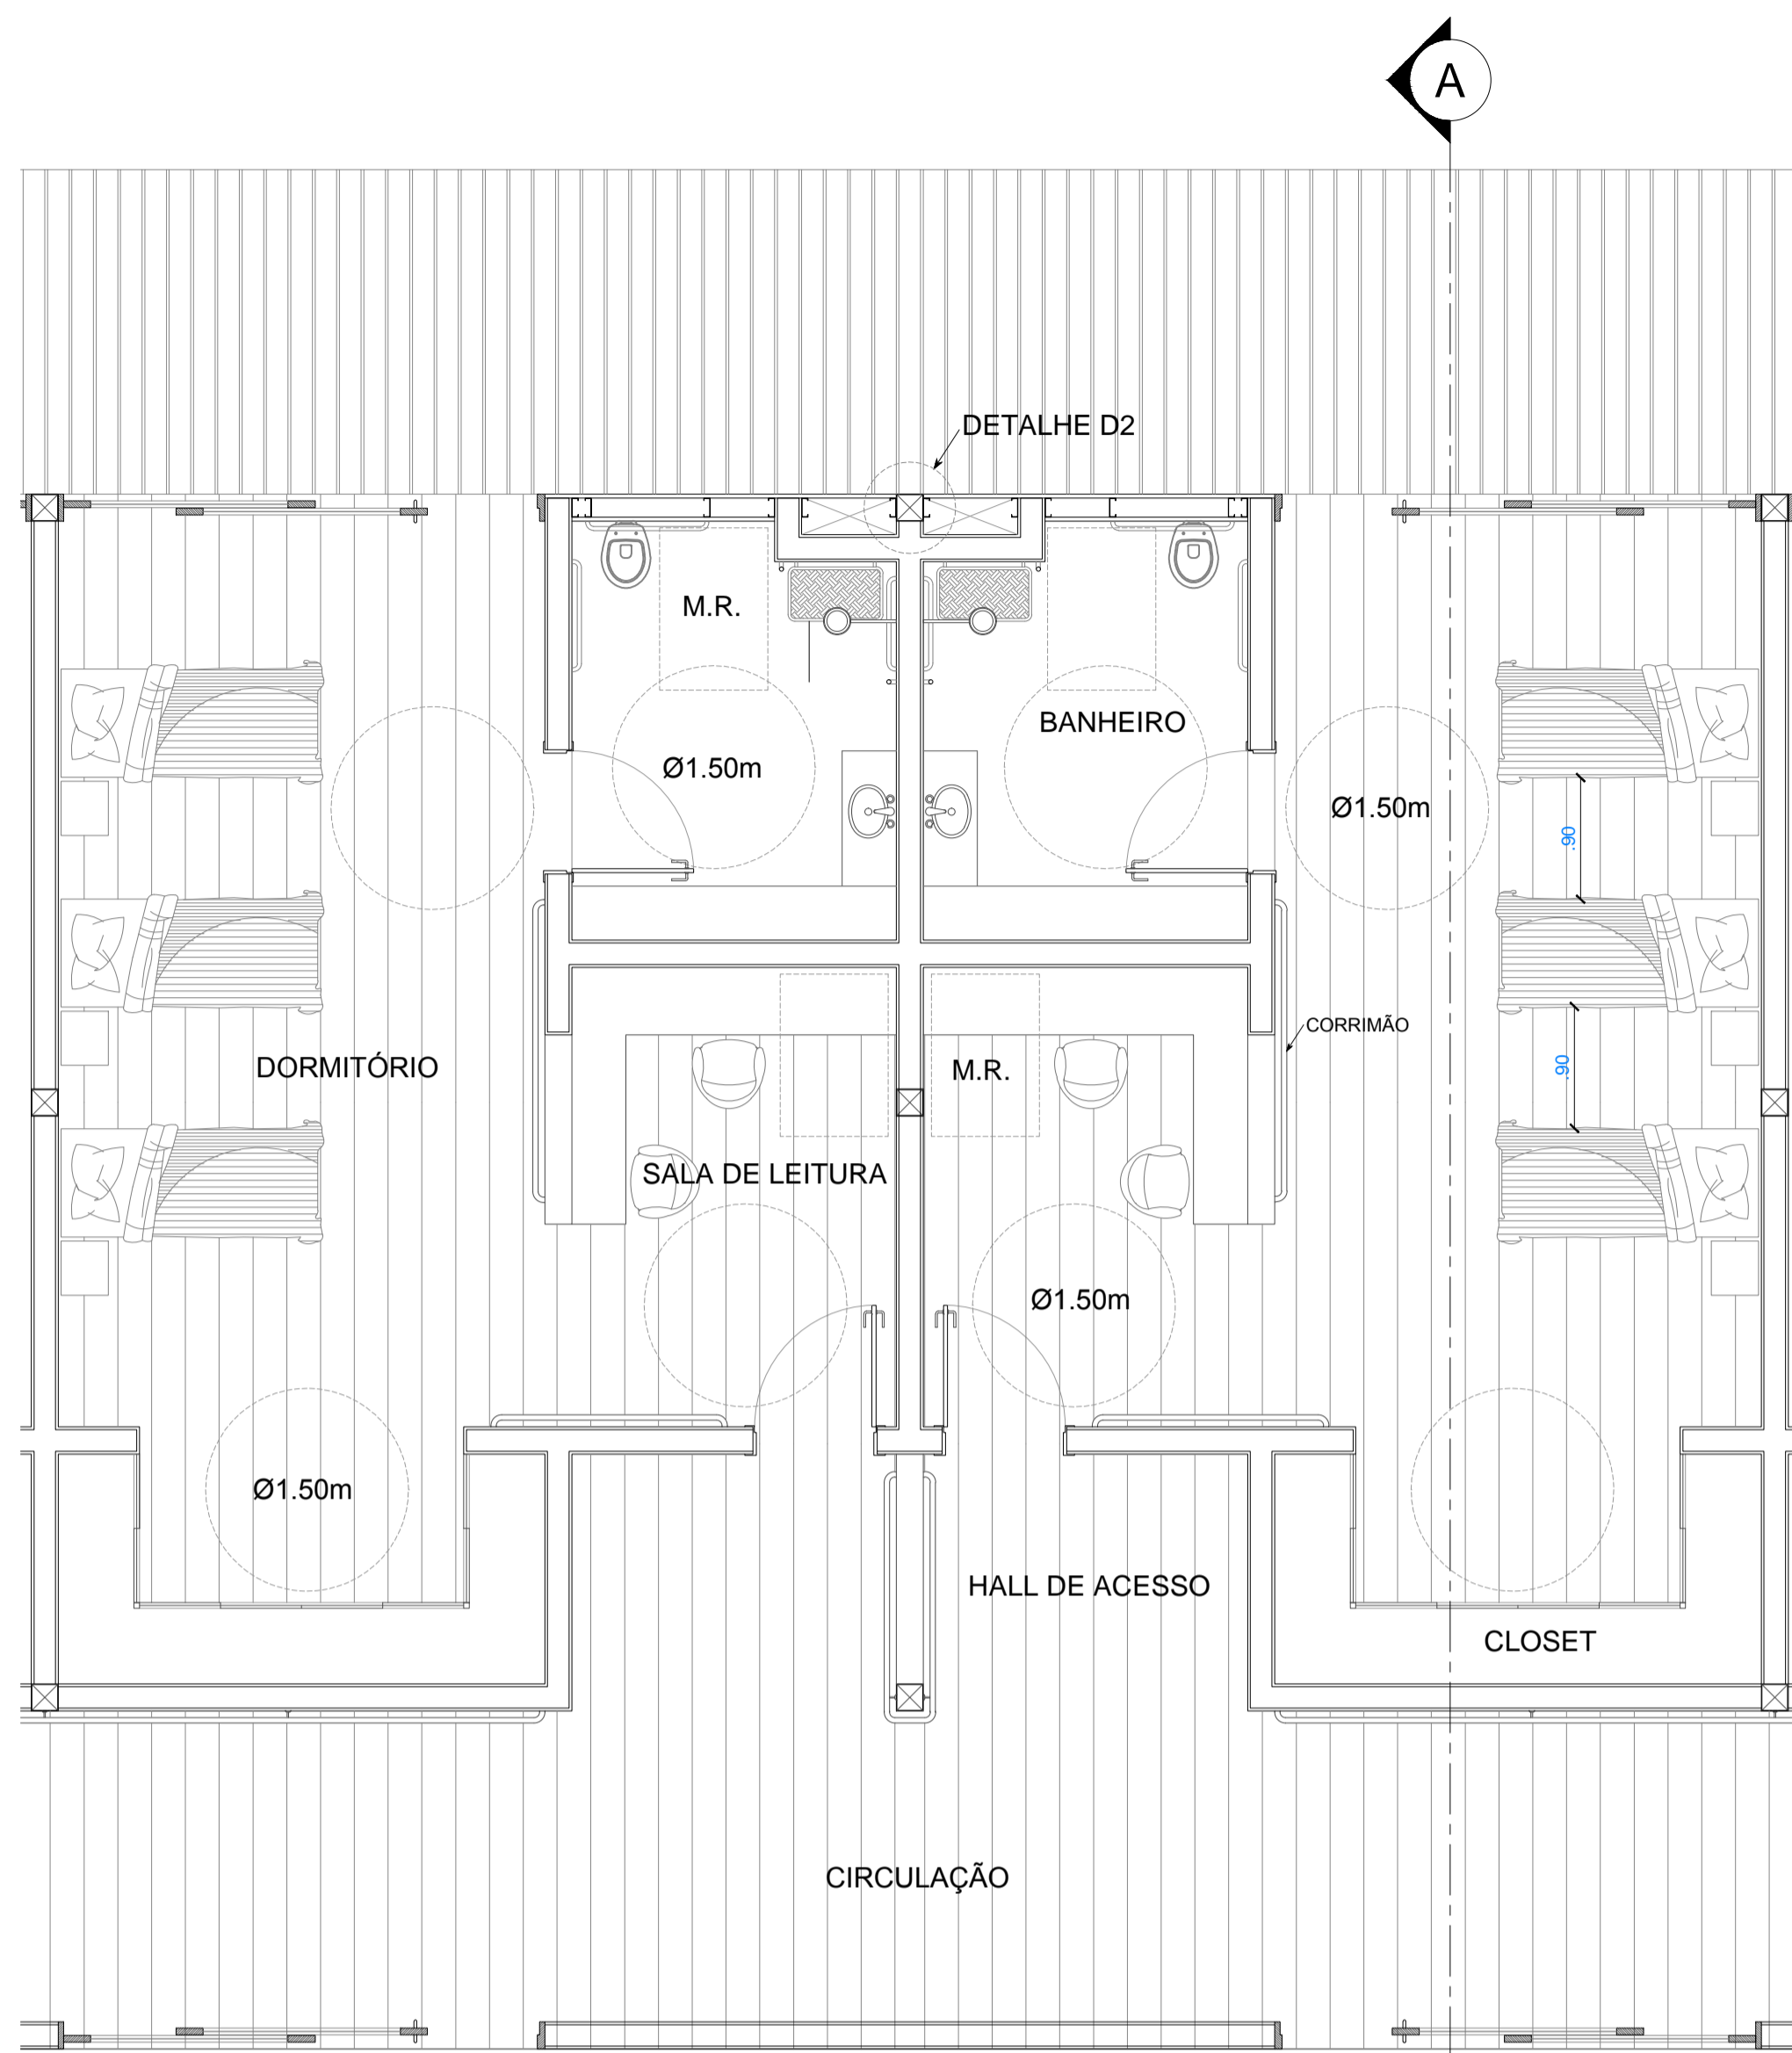 A
DETALHE D2
M.R.
BANHEIRO
Ø1.50m
Ø1.50m
.90
CORRIMÃO
DORMITÓRIO
M.R.
.90
SALA DE LEITURA
Ø1.50m
Ø1.50m
HALL DE ACESSO
CLOSET
CIRCULAÇÃO